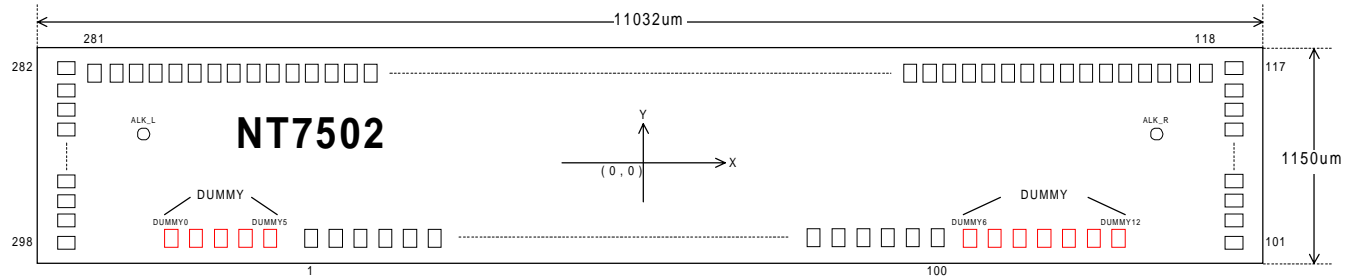 11032um
281
118
282
117
ALK_L
NT7502
Y
X
(0,0)
ALK_R
1150um
DUMMY
DUMMY
DUMMY0
DUMMY5
DUMMY6
DUMMY12
298
101
1
100